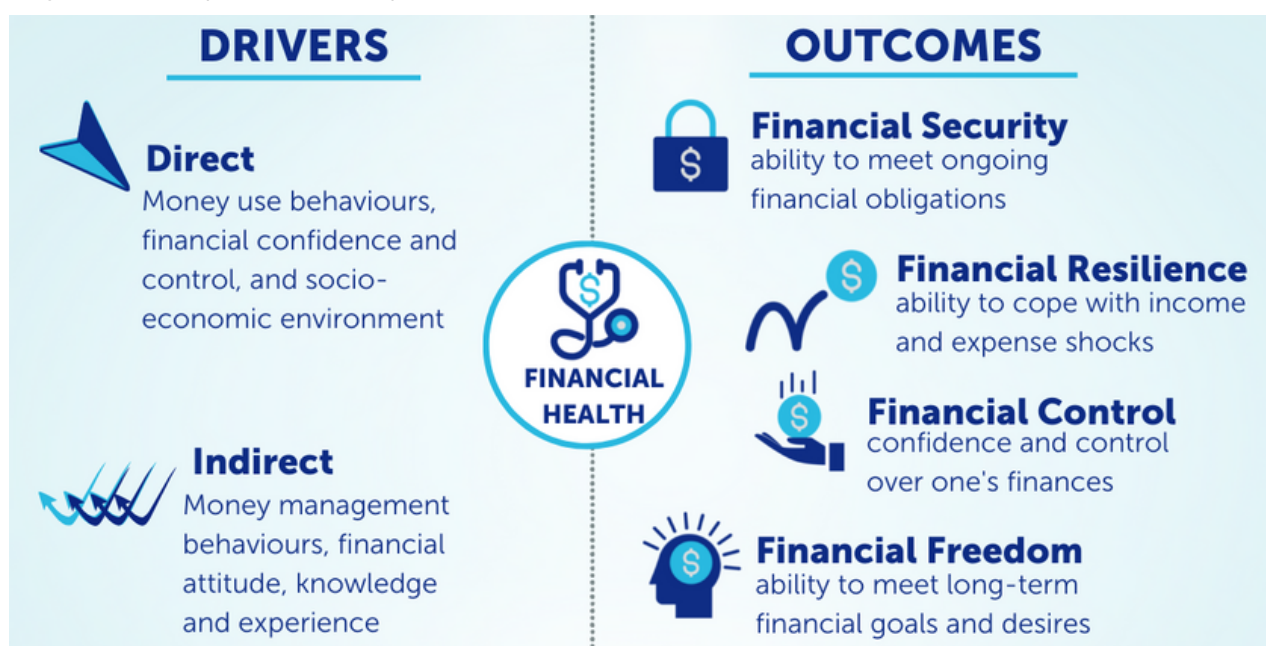 DRIVERS
Direct
Money use behaviours,
financial confidence and
control, and socio-
economic environment
Indirect
Money management
behaviours, financial
attitude, knowledge
and experience
$
FINANCIAL
HEALTH
OUTCOMES
$
Financial Security
ability to meet ongoing
financial obligations
$
Financial Resilience
ability to cope with income
and expense shocks
$
Financial Control
confidence and control
over one's finances
$
Financial Freedom
ability to meet long-term
financial goals and desires